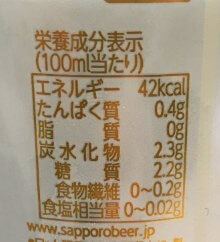 栄養成分表示
(100ml当たり)
エネルギー 42kcal
たんぱく質 0.4g
脂質 0g
炭水化物 2.3g
糖質 2.2g
食物繊維 0~0.2g
食塩相当量 0~0.02g
www.sapporobeer.jp